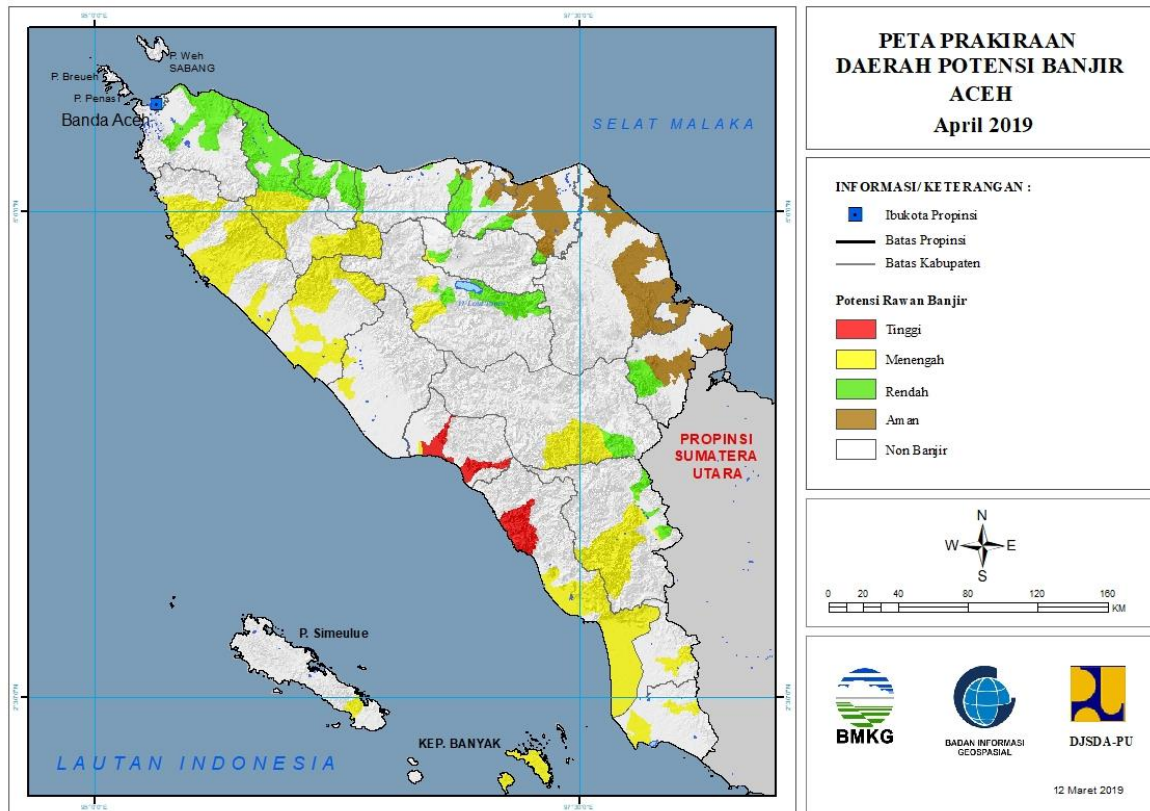 PETA PRAKIRAAN
DAERAH POTENSI BANJIR
ACEH
April 2019
INFORMASI/ KETERANGAN :
Ibukota Propinsi
Batas Propinsi
Batas Kabupaten
Potensi Rawan Banjir
Tinggi
Menengah
Rendah
Aman
Non Banjir
N
W E
S
0 20 40 80 120 160
KM
BMKG
BADAN INFORMASI
GEOSPASIAL
DJSDA-PU
12 Maret 2019
P. Weh
SABANG
P. Breueh
P. Penasi
Banda Aceh
SELAT MALAKA
PROPINSI
SUMATERA
UTARA
P. Simeulue
KEP. BANYAK
LAUTAN INDONESIA